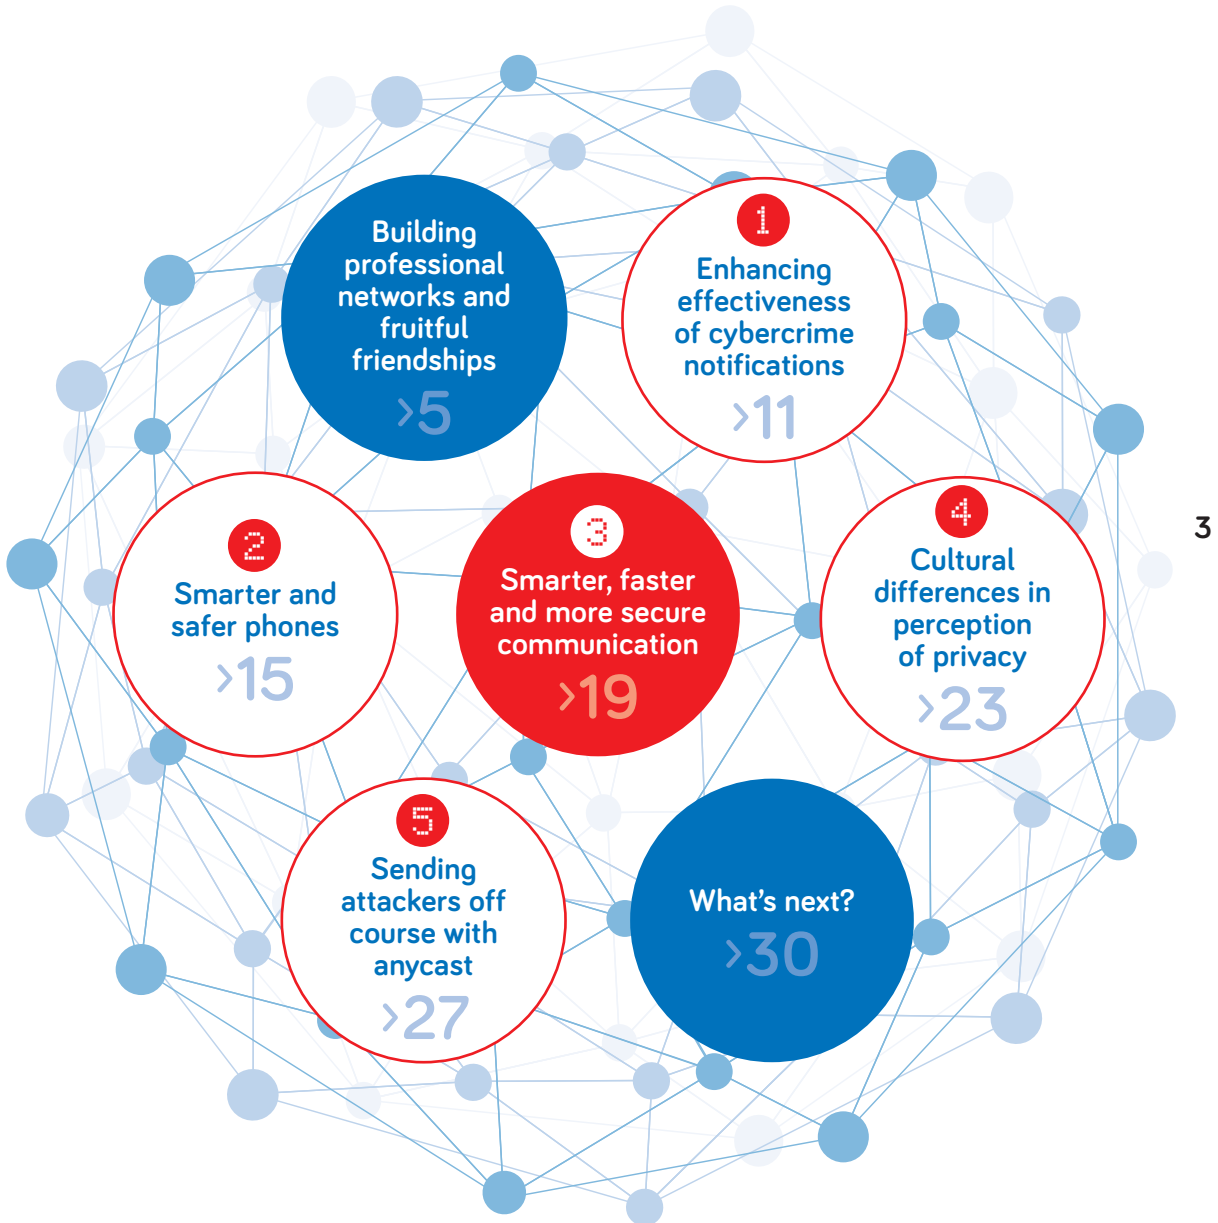 Building
professional
networks and
fruitful
friendships
>5
1
Enhancing
effectiveness
of cybercrime
notifications
>11
2
Smarter and
safer phones
>15
3
Smarter, faster
and more secure
communication
>19
4
Cultural
differences in
perception
of privacy
>23
3
5
Sending
attackers off
course with
anycast
>27
What's next?
>30